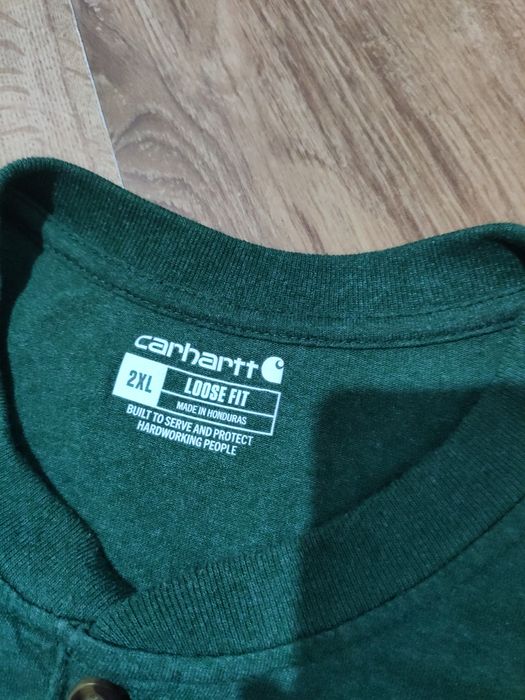 carhartt
2XL LOOSE FIT
MADE IN HONDURAS
BUILT TO SERVE AND PROTECT
HARDWORKING PEOPLE